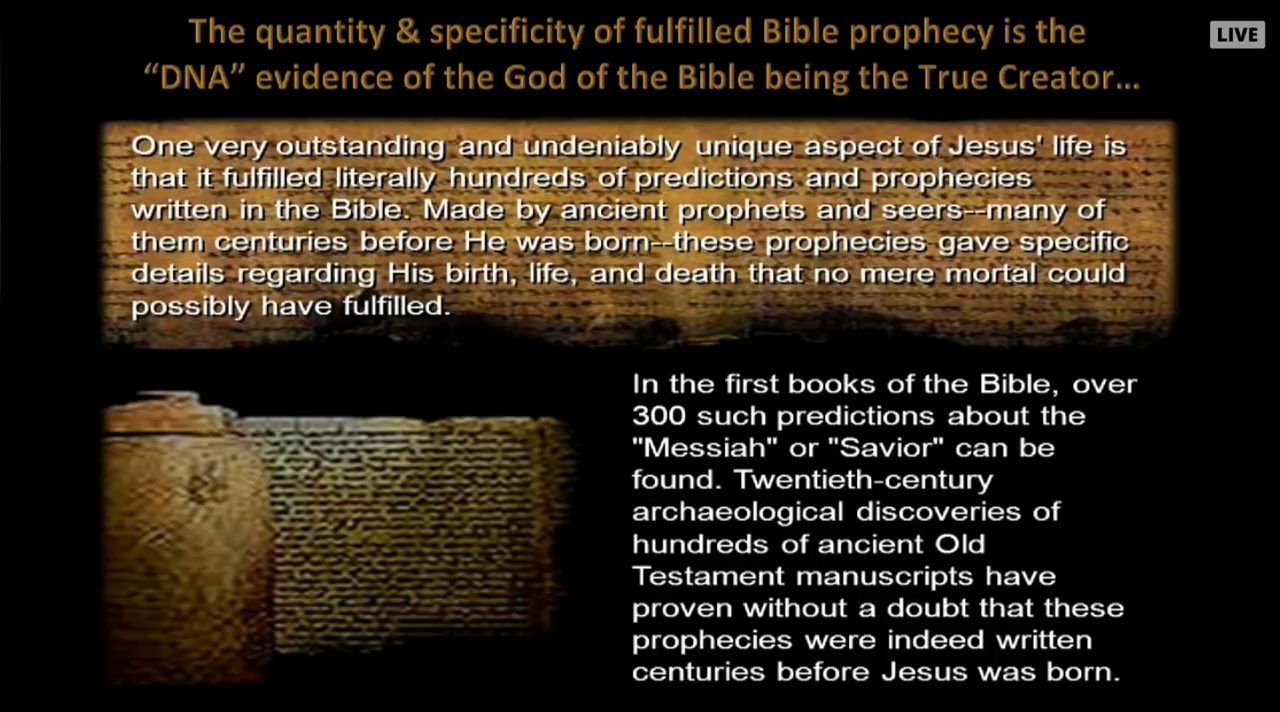 The quantity & specificity of fulfilled Bible prophecy is the
“DNA” evidence of the God of the Bible being the True Creator…
LIVE
One very outstanding and undeniably unique aspect of Jesus' life is
that it fulfilled literally hundreds of predictions and prophecies
written in the Bible. Made by ancient prophets and seers--many of
them centuries before He was born--these prophecies gave specific
details regarding His birth, life, and death that no mere mortal could
possibly have fulfilled.
In the first books of the Bible, over
300 such predictions about the
"Messiah" or "Savior" can be
found. Twentieth-century
archaeological discoveries of
hundreds of ancient Old
Testament manuscripts have
proven without a doubt that these
prophecies were indeed written
centuries before Jesus was born.